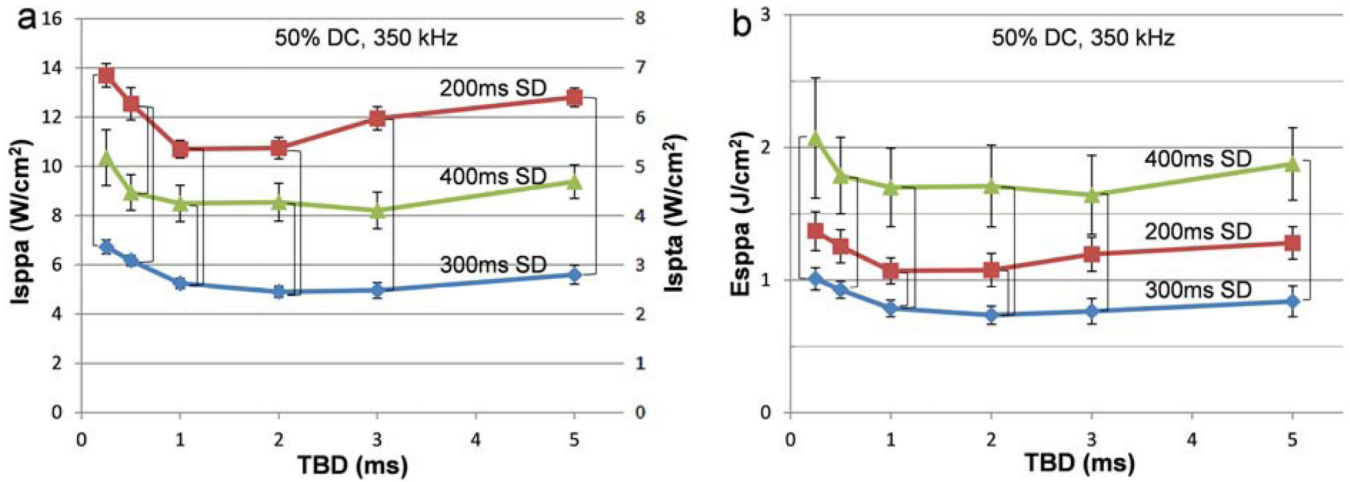 a
50% DC, 350 kHz
Isppa (W/cm²)
16
14
12
10
8
6
4
2
0
200ms SD
400ms SD
300ms SD
8
7
6
5
4
3
2
1
0
Ispta (W/cm²)
0 1 2 3 4 5
TBD (ms)
b
50% DC, 350 kHz
Esppa (J/cm²)
3
2
1
0
400ms SD
200ms SD
300ms SD
0 1 2 3 4 5
TBD (ms)